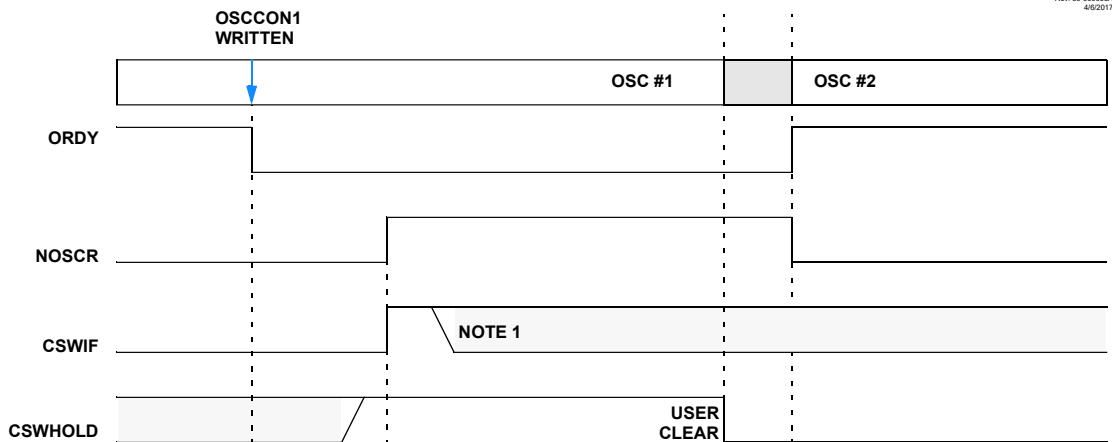 4/6/2017
OSCCON1
WRITTEN
OSC #1
OSC #2
ORDY
NOSCR
CSWIF
NOTE 1
CSWHOLD
USER
CLEAR